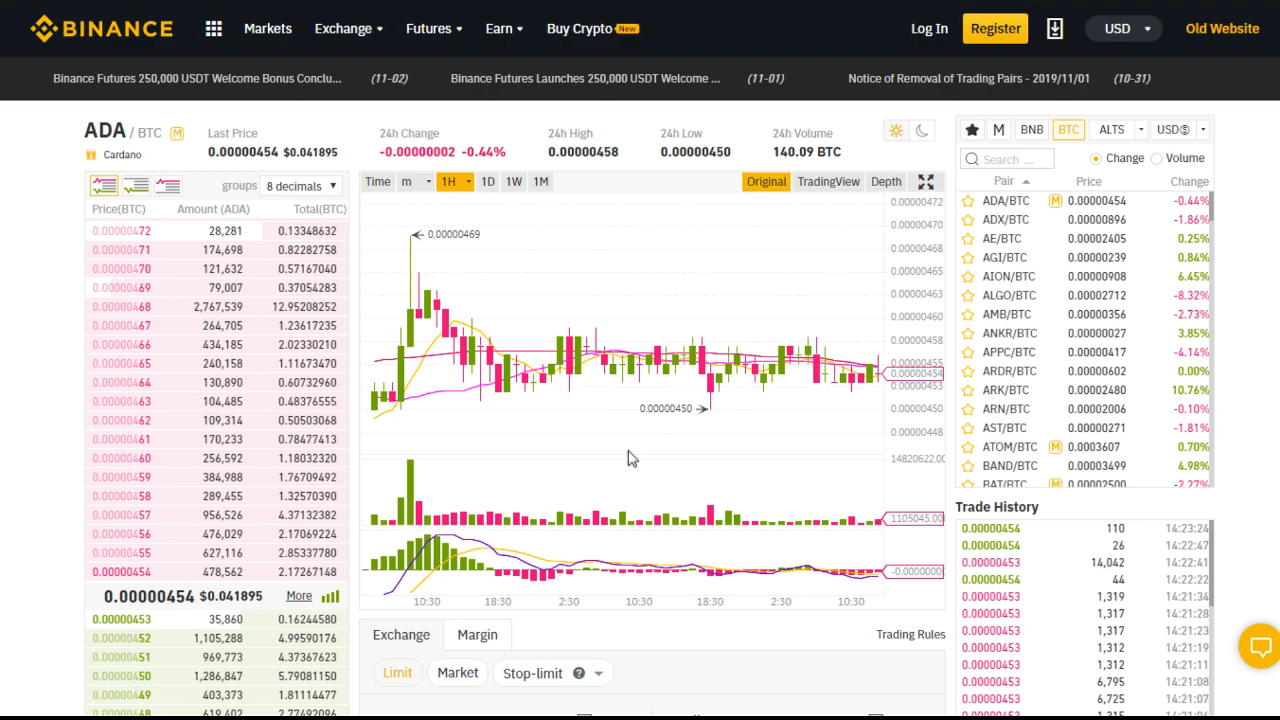 BINANCE Markets Exchange Futures Earn Buy Crypto New Log In Register USD Old Website
Binance Futures 250,000 USDT Welcome Bonus Conclu... (11-02) Binance Futures Launches 250,000 USDT Welcome ... (11-01) Notice of Removal of Trading Pairs - 2019/11/01 (10-31)
ADA / BTC M
Cardano
Last Price
0.00000454 $0.041895
24h Change
-0.00000002 -0.44%
24h High
0.00000458
24h Low
0.00000450
24h Volume
140.09 BTC
groups 8 decimals
Price(BTC) Amount (ADA) Total(BTC)
0.00000472 28,281 0.13348632
0.00000471 174,698 0.82282758
0.00000470 121,632 0.57167040
0.00000469 79,007 0.37054283
0.00000468 2,767,539 12.95208252
0.00000467 264,705 1.23617235
0.00000466 434,185 2.02330210
0.00000465 240,158 1.11673470
0.00000464 130,890 0.60732960
0.00000463 104,485 0.48376555
0.00000462 109,314 0.50503068
0.00000461 170,233 0.78477413
0.00000460 256,592 1.18032320
0.00000459 384,988 1.76709492
0.00000458 289,455 1.32570390
0.00000457 956,526 4.37132382
0.00000456 476,029 2.17069224
0.00000455 627,116 2.85337780
0.00000454 478,562 2.17267148
0.00000454 $0.041895 More
0.00000453 35,860 0.16244580
0.00000452 1,105,288 4.99590176
0.00000451 969,773 4.37367623
0.00000450 1,286,847 5.79081150
0.00000449 403,373 1.81114477
0.00000448 619,402 2.77492096
Time m 1H 1D 1W 1M Original TradingView Depth
0.00000472
0.00000470
0.00000468
0.00000465
0.00000463
0.00000460
0.00000458
0.00000455
0.00000454
0.00000453
0.00000450
0.00000448
0.00000469
0.00000450
14820622.00
1105045.00
-0.0000000
10:30 18:30 2:30 10:30 18:30 2:30 10:30
Exchange Margin Trading Rules
Limit Market Stop-limit ?
M BNB BTC ALTS USD
Search ... Change Volume
Pair Price Change
ADA/BTC M 0.00000454 -0.44%
ADX/BTC 0.00000896 -1.86%
AE/BTC 0.00002405 0.25%
AGI/BTC 0.00000239 0.84%
AION/BTC 0.00000908 6.45%
ALGO/BTC 0.00002712 -8.32%
AMB/BTC 0.00000356 -2.73%
ANKR/BTC 0.00000027 3.85%
APPC/BTC 0.00000417 -4.14%
ARDR/BTC 0.00000602 0.00%
ARK/BTC 0.00002480 10.76%
ARN/BTC 0.00002006 -0.10%
AST/BTC 0.00000271 -1.81%
ATOM/BTC M 0.0003607 0.70%
BAND/BTC 0.00003499 4.98%
BAT/BTC M 0.00002500 -2.27%
Trade History
0.00000454 110 14:23:24
0.00000454 26 14:22:47
0.00000453 14,042 14:22:41
0.00000454 44 14:22:22
0.00000453 1,319 14:21:34
0.00000453 1,317 14:21:28
0.00000453 1,317 14:21:23
0.00000453 1,312 14:21:19
0.00000453 1,312 14:21:11
0.00000453 6,795 14:21:08
0.00000453 6,725 14:21:07